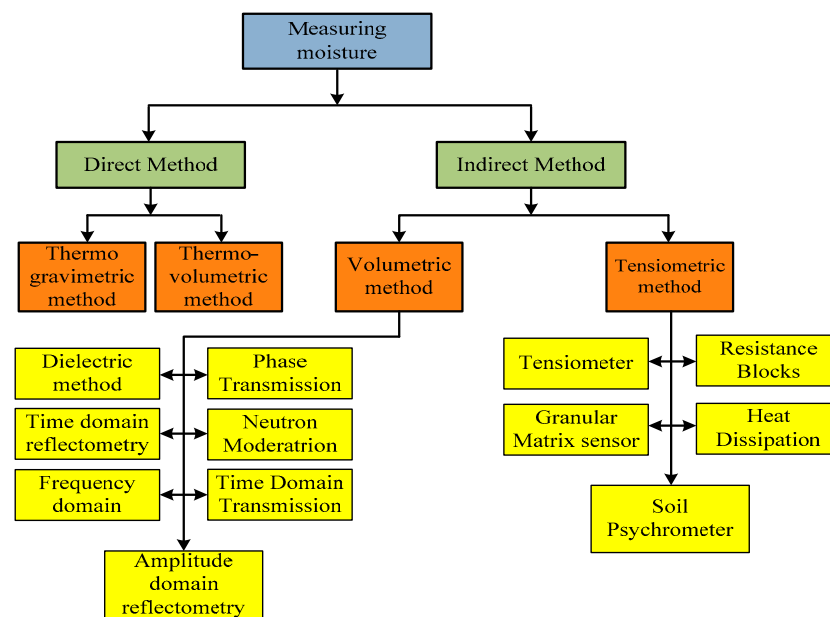 Measuring
moisture
Direct Method
Indirect Method
Thermo
gravimetric
method
Thermo-
volumetric
method
Volumetric
method
Tensiometric
method
Dielectric
method
Phase
Transmission
Time domain
reflectometry
Neutron
Moderatrion
Frequency
domain
Time Domain
Transmission
Amplitude
domain
reflectometry
Tensiometer
Resistance
Blocks
Granular
Matrix sensor
Heat
Dissipation
Soil
Psychrometer